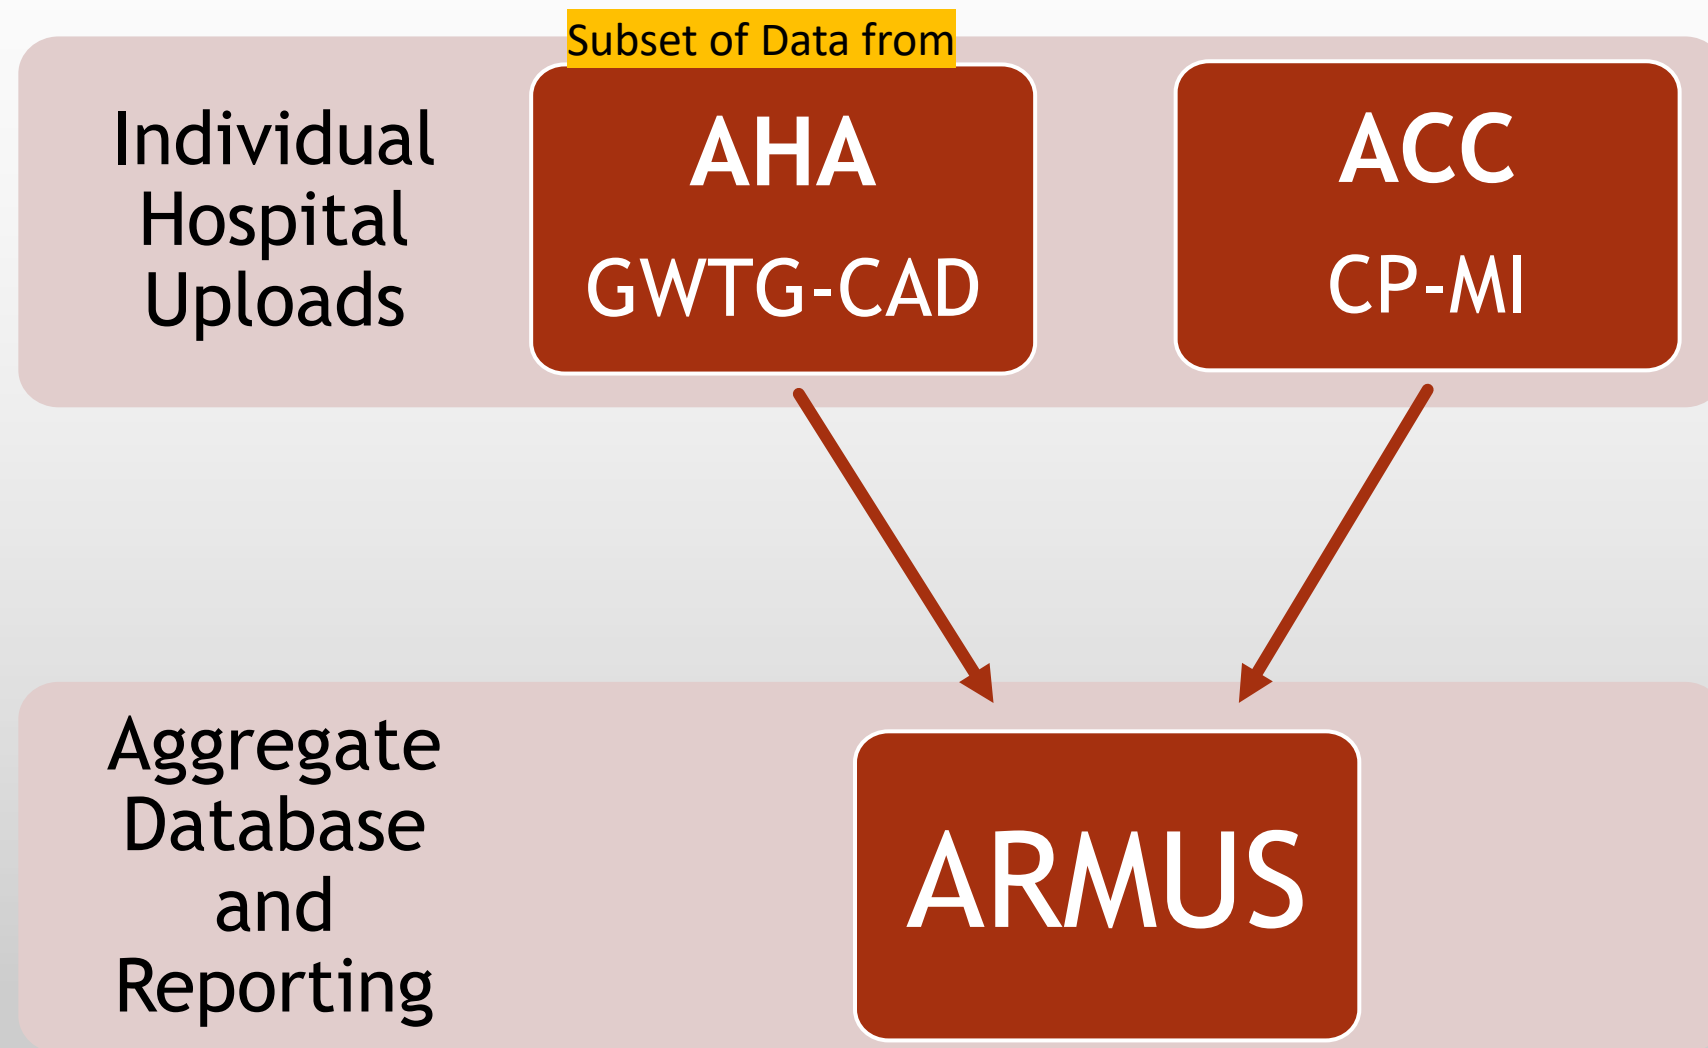 Subset of Data from
Individual
Hospital
Uploads
AHA
GWTG-CAD
ACC
CP-MI
Aggregate
Database
and
Reporting
ARMUS